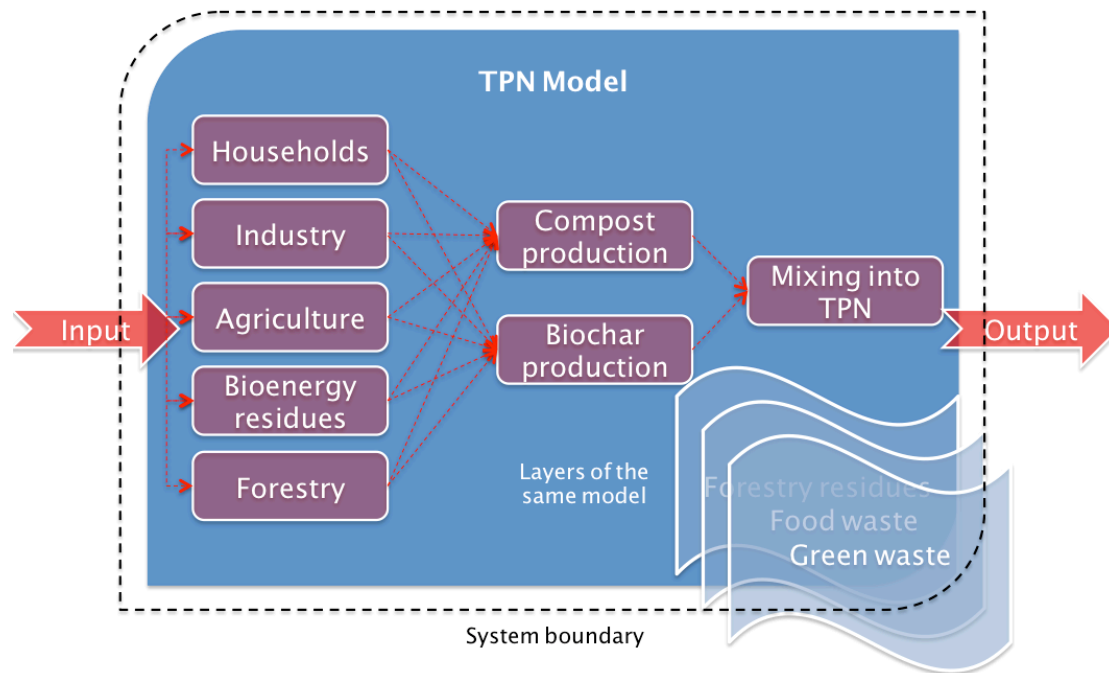 TPN Model
Households
Industry
Agriculture
Bioenergy
residues
Forestry
Input
Compost
production
Biochar
production
Mixing into
TPN
Output
Layers of the
same model
Forestry residues
Food waste
Green waste
System boundary